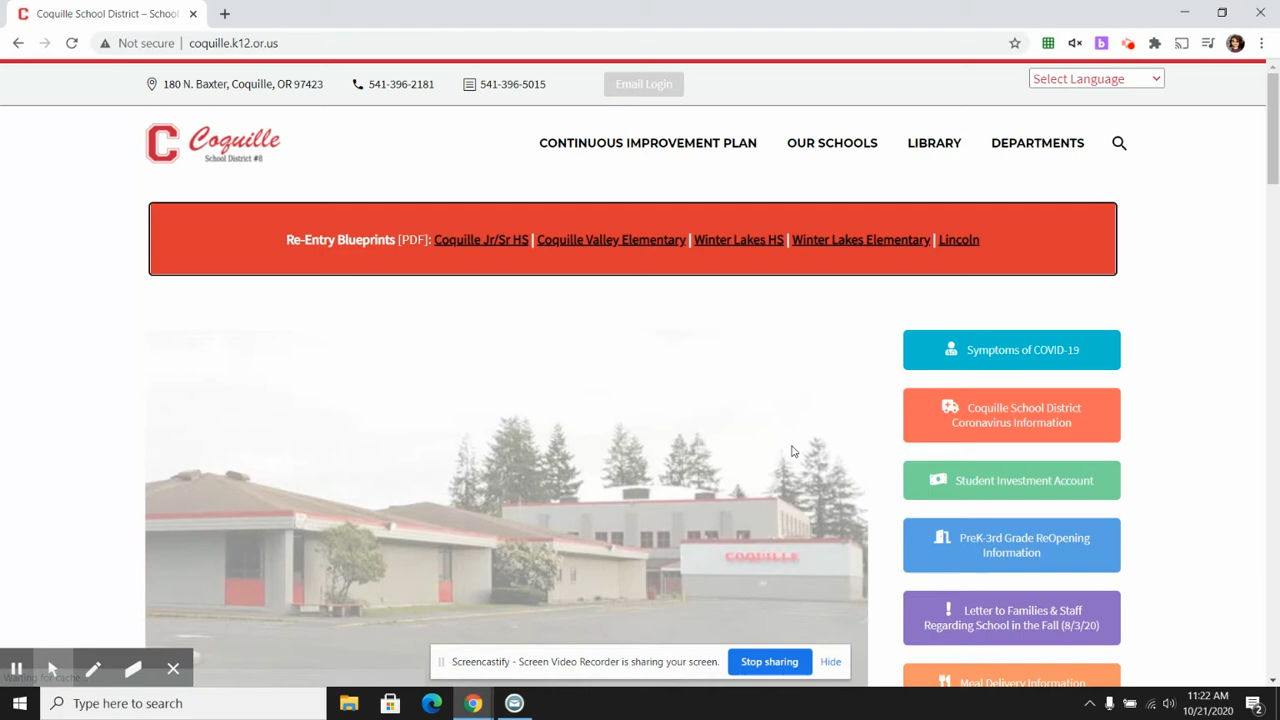 Coquille School District – School
Not secure | coquille.k12.or.us
180 N. Baxter, Coquille, OR 97423
541-396-2181
541-396-5015
Email Login
Select Language
C Coquille
School District #8
CONTINUOUS IMPROVEMENT PLAN
OUR SCHOOLS
LIBRARY
DEPARTMENTS
Re-Entry Blueprints [PDF]: Coquille Jr/Sr HS | Coquille Valley Elementary | Winter Lakes HS | Winter Lakes Elementary | Lincoln
Symptoms of COVID-19
Coquille School District
Coronavirus Information
Student Investment Account
PreK-3rd Grade ReOpening
Information
Letter to Families & Staff
Regarding School in the Fall (8/3/20)
Meal Delivery Information
COQUILLE
Screencastify - Screen Video Recorder is sharing your screen.
Stop sharing
Hide
Waiting for cache...
Type here to search
11:22 AM
10/21/2020
2